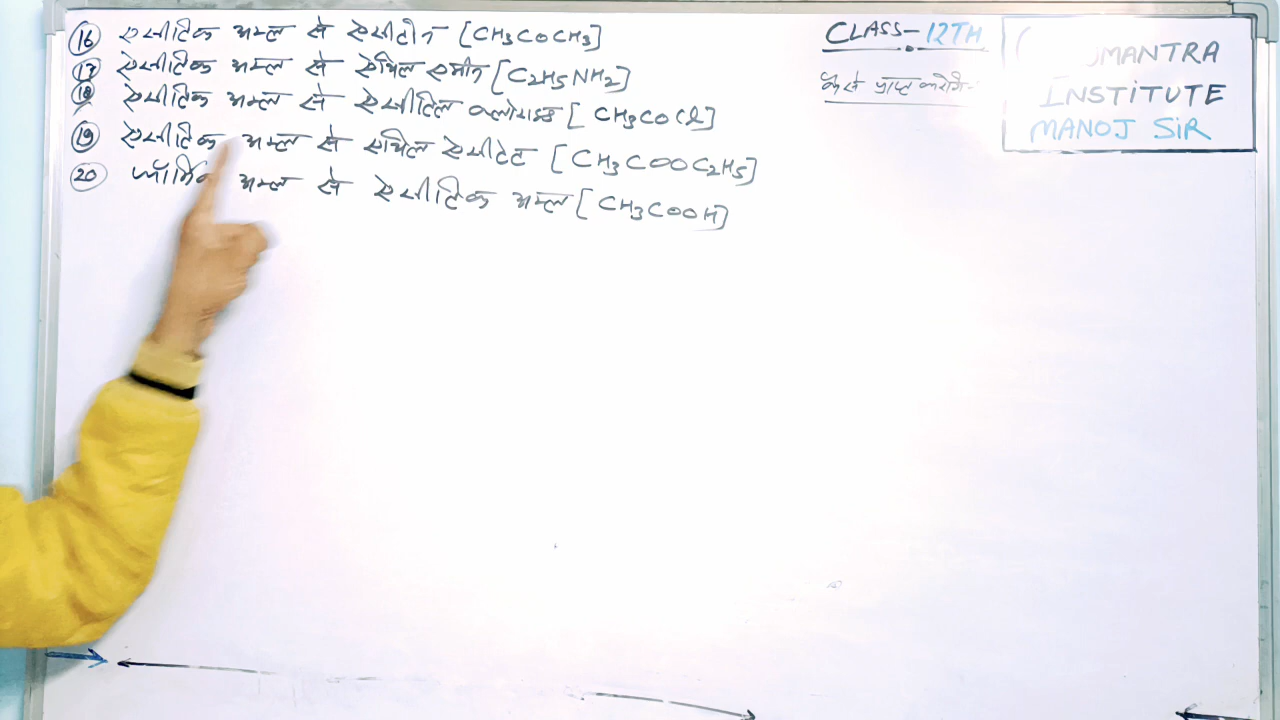 16 एसीटिक अम्ल से एसीटोन [CH3COCH3]
17 एसीटिक अम्ल से एथिल एमीन [C2H5NH2]
18 एसीटिक अम्ल से एसीटिल क्लोराइड [CH3COCl]
19 एसीटिक अम्ल से एथिल एसीटेट [CH3COOC2H5]
20 फॉर्मिक अम्ल से एसीटिक अम्ल [CH3COOH]
CLASS-12TH
कैसे प्राप्त करोगे
MANTRA
INSTITUTE
MANOJ SIR